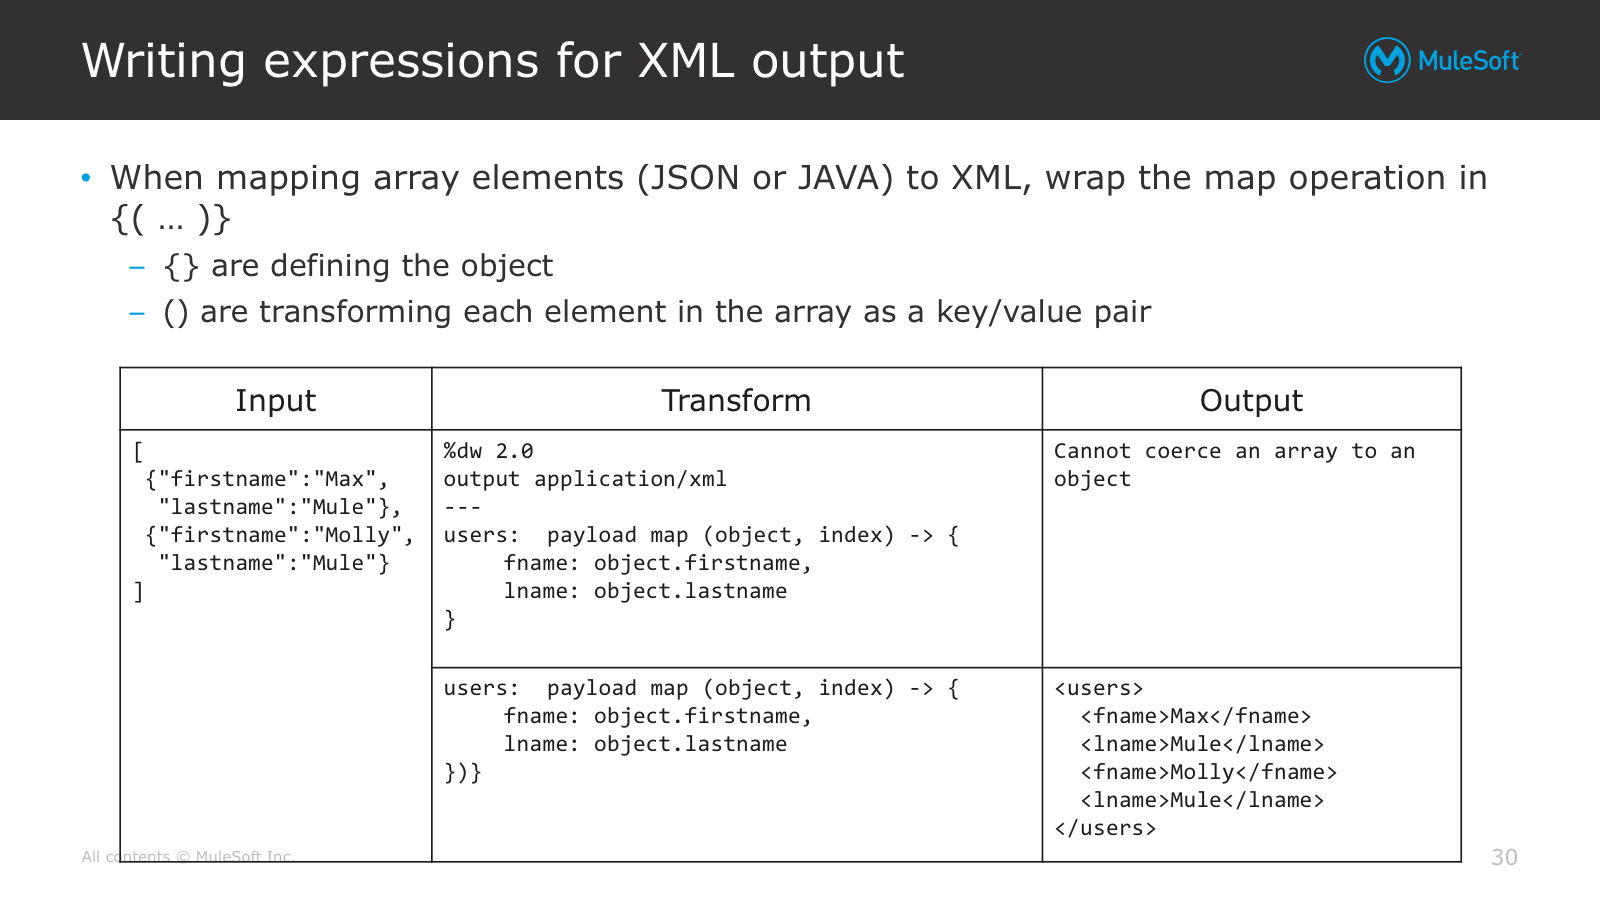 Writing expressions for XML output
MuleSoft
• When mapping array elements (JSON or JAVA) to XML, wrap the map operation in
{( … )}
– {} are defining the object
– () are transforming each element in the array as a key/value pair
Input
Transform
Output
[
{"firstname":"Max",
"lastname":"Mule"},
{"firstname":"Molly",
"lastname":"Mule"}
]
%dw 2.0
output application/xml
---
users:  payload map (object, index) -> {
fname: object.firstname,
lname: object.lastname
}
Cannot coerce an array to an
object
users:  payload map (object, index) -> {
fname: object.firstname,
lname: object.lastname
})}
<users>
<fname>Max</fname>
<lname>Mule</lname>
<fname>Molly</fname>
<lname>Mule</lname>
</users>
All contents © MuleSoft Inc.
30